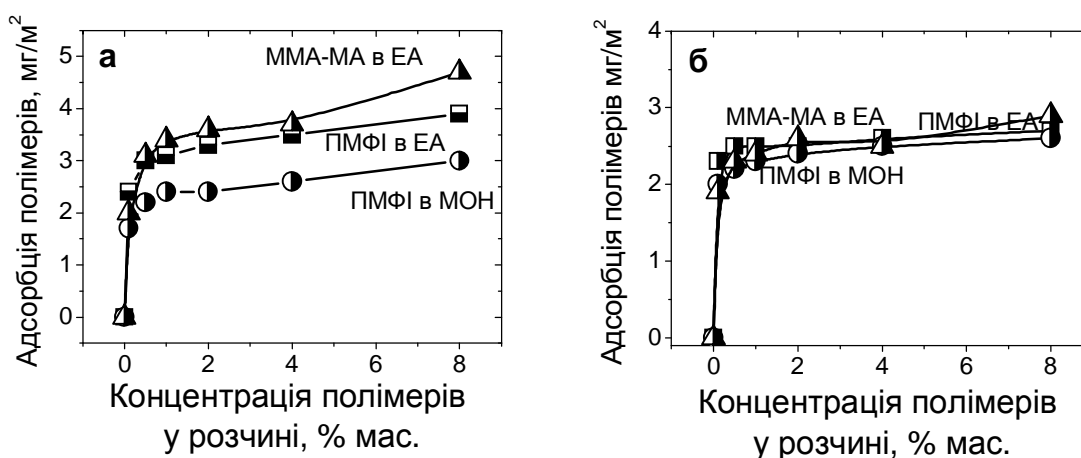 а
Адсорбція полімерів, мг/м²
5
4
3
2
1
0
ММА-МА в ЕА
ПМФІ в ЕА
ПМФІ в МОН
0 2 4 6 8
Концентрація полімерів
у розчині, % мас.
б
Адсорбція полімерів мг/м²
4
3
2
1
0
ММА-МА в ЕА
ПМФІ в ЕА
ПМФІ в МОН
0 2 4 6 8
Концентрація полімерів
у розчині, % мас.